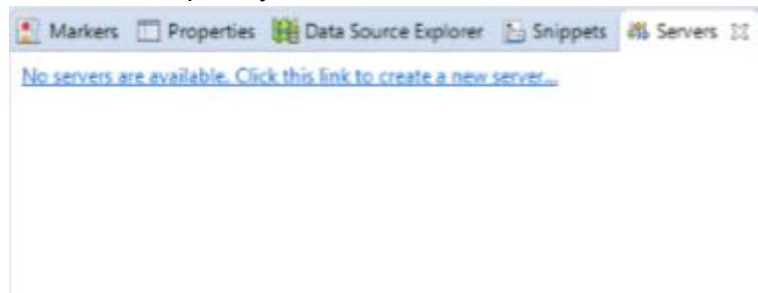 Markers Properties Data Source Explorer Snippets Servers
No servers are available. Click this link to create a new server...